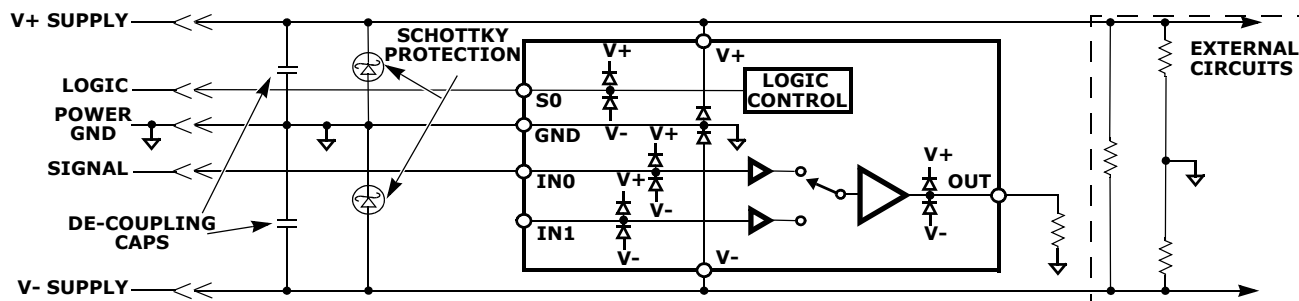 V+ SUPPLY
SCHOTTKY
PROTECTION
V+
V+
EXTERNAL
CIRCUITS
LOGIC
LOGIC
CONTROL
S0
POWER
GND
V-
V+
GND
SIGNAL
IN0
V+
V+
OUT
V-
IN1
V-
DE-COUPLING
CAPS
V-
V-
V- SUPPLY